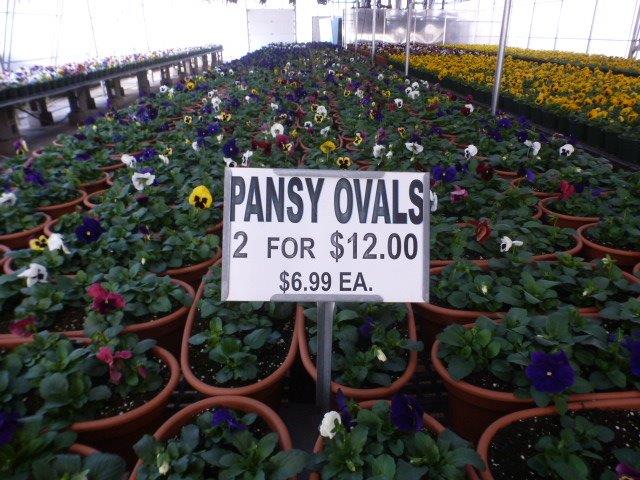 PANSY OVALS
2 FOR $12.00
$6.99 EA.